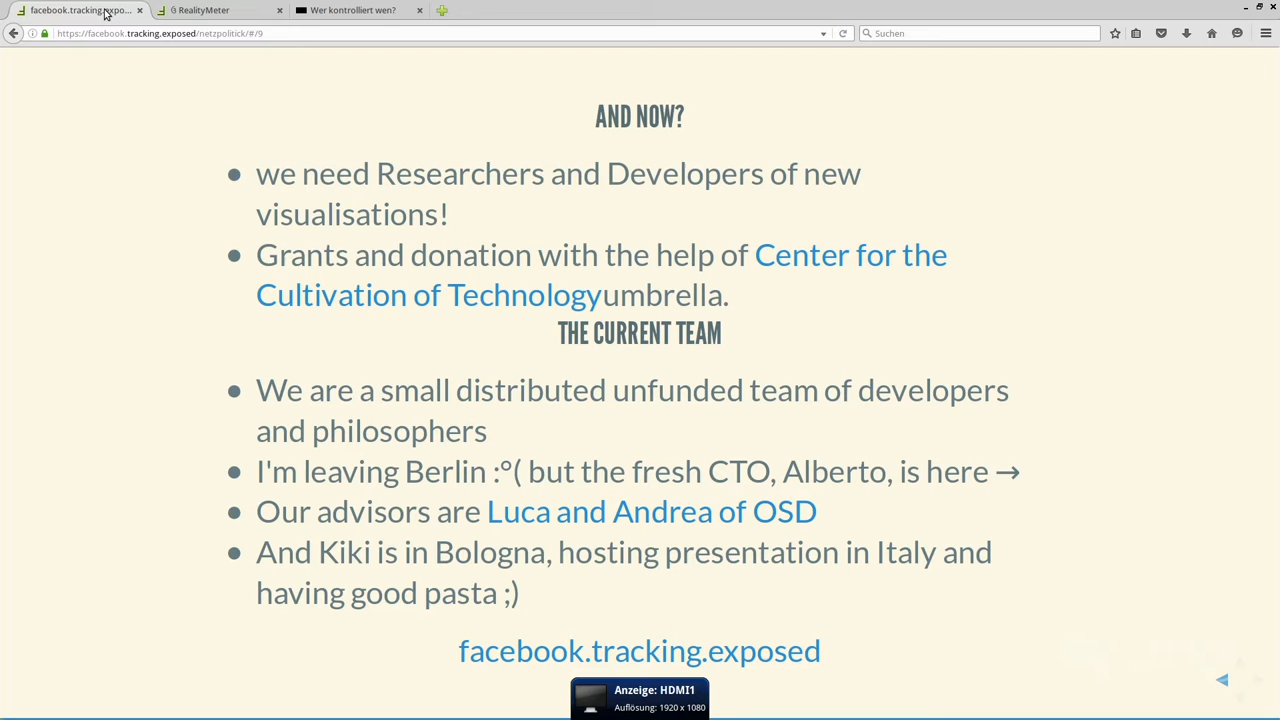 facebook.tracking.expo...
RealityMeter
Wer kontrolliert wen?
https://facebook.tracking.exposed/netzpolitick/#/9
Suchen
AND NOW?
we need Researchers and Developers of new
visualisations!
Grants and donation with the help of Center for the
Cultivation of Technologyumbrella.
THE CURRENT TEAM
We are a small distributed unfunded team of developers
and philosophers
I'm leaving Berlin :°( but the fresh CTO, Alberto, is here →
Our advisors are Luca and Andrea of OSD
And Kiki is in Bologna, hosting presentation in Italy and
having good pasta ;)
facebook.tracking.exposed
Anzeige: HDMI1
Auflösung: 1920 x 1080